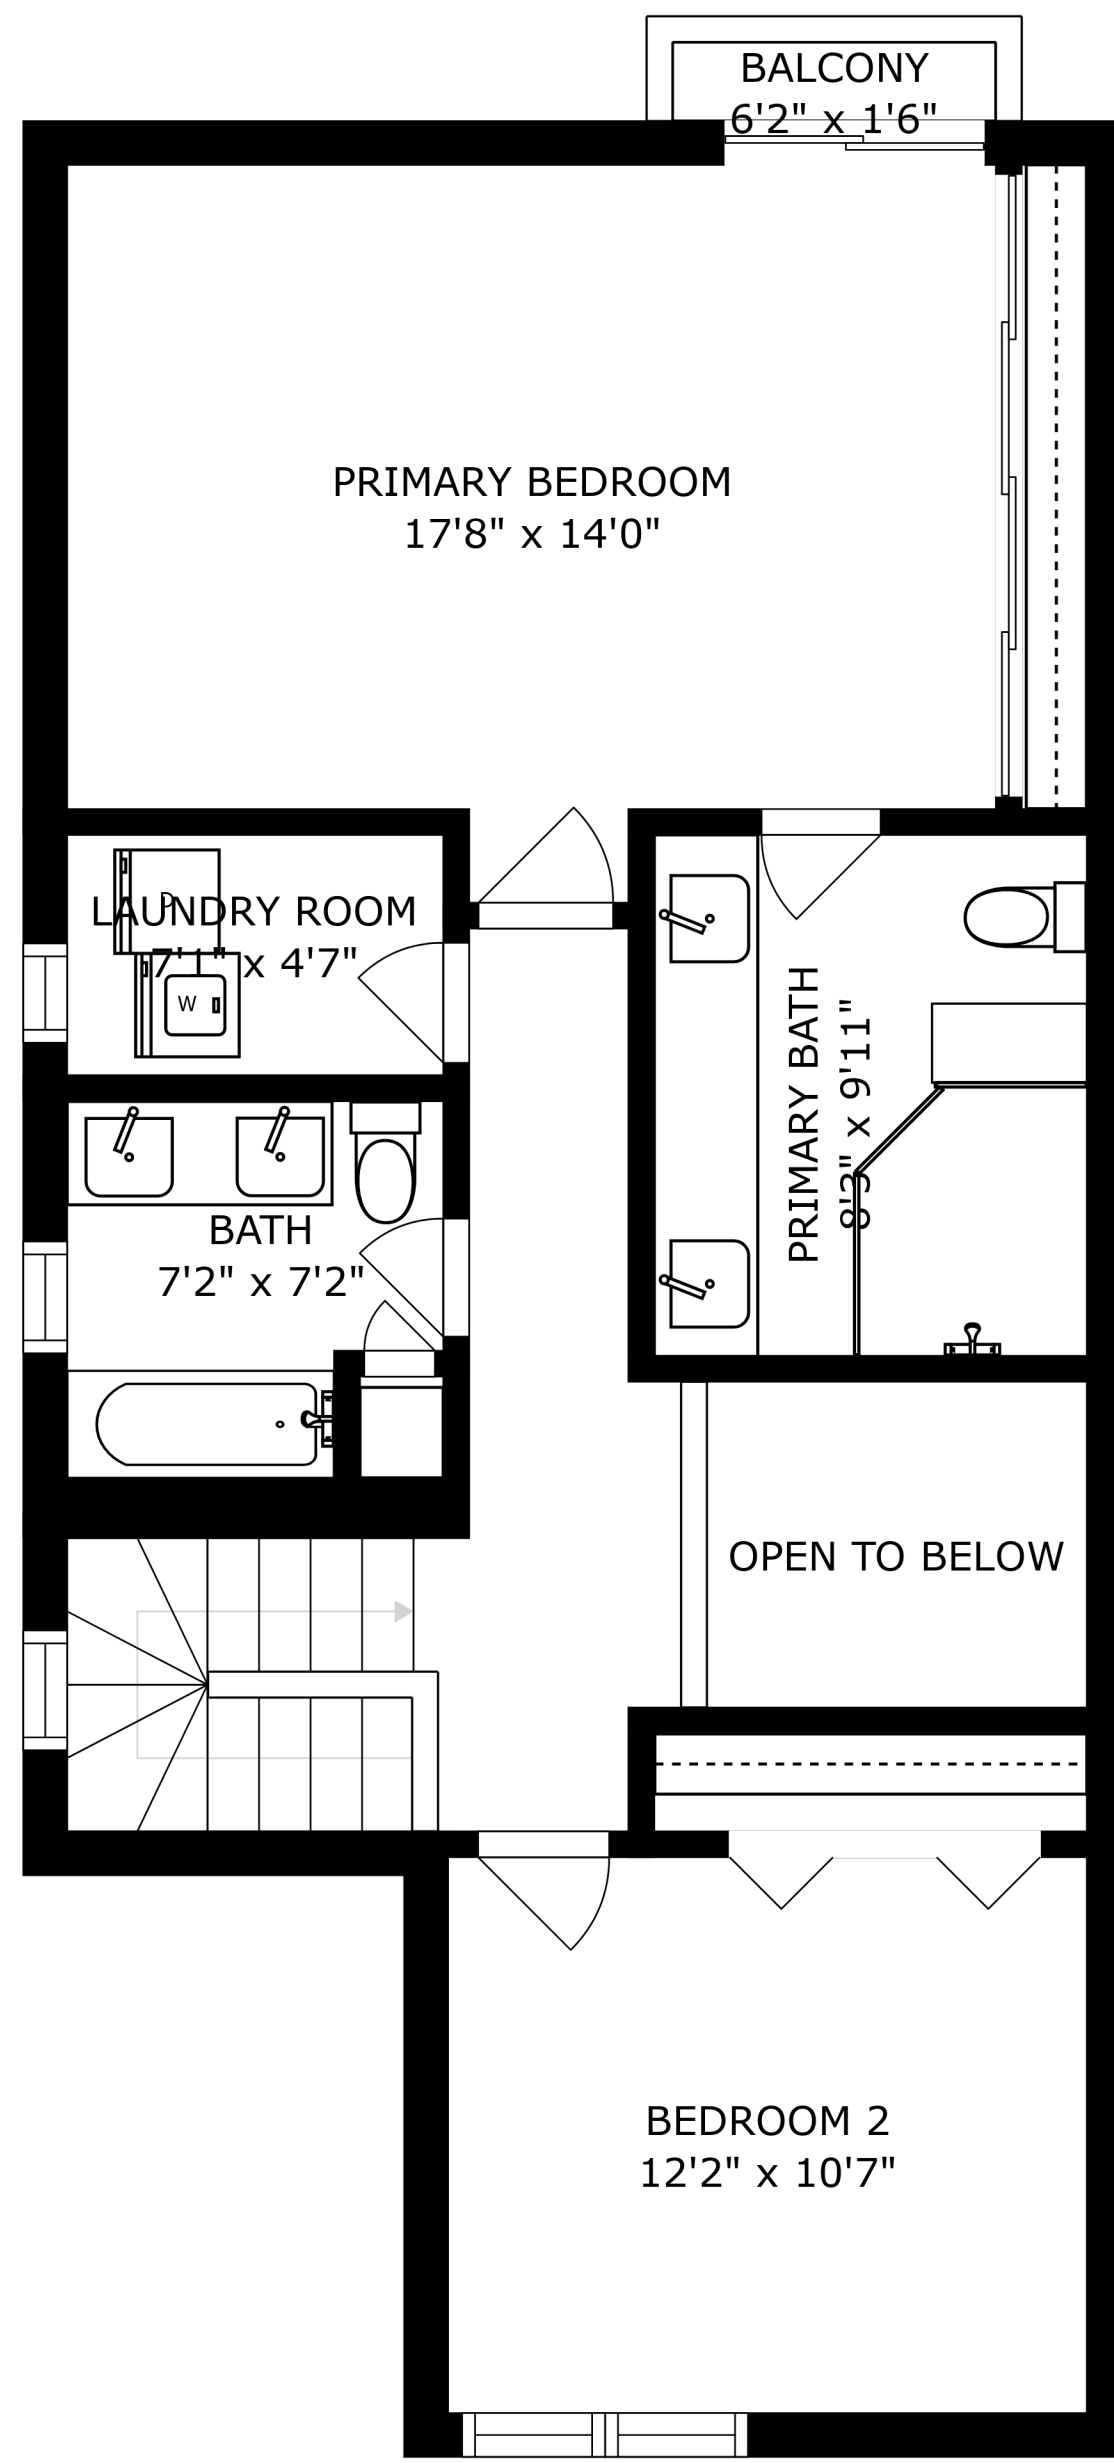 BALCONY
6'2" x 1'6"
PRIMARY BEDROOM
17'8" x 14'0"
D
LAUNDRY ROOM
7'1" x 4'7"
W
PRIMARY BATH
8'3" x 9'11"
BATH
7'2" x 7'2"
OPEN TO BELOW
BEDROOM 2
12'2" x 10'7"